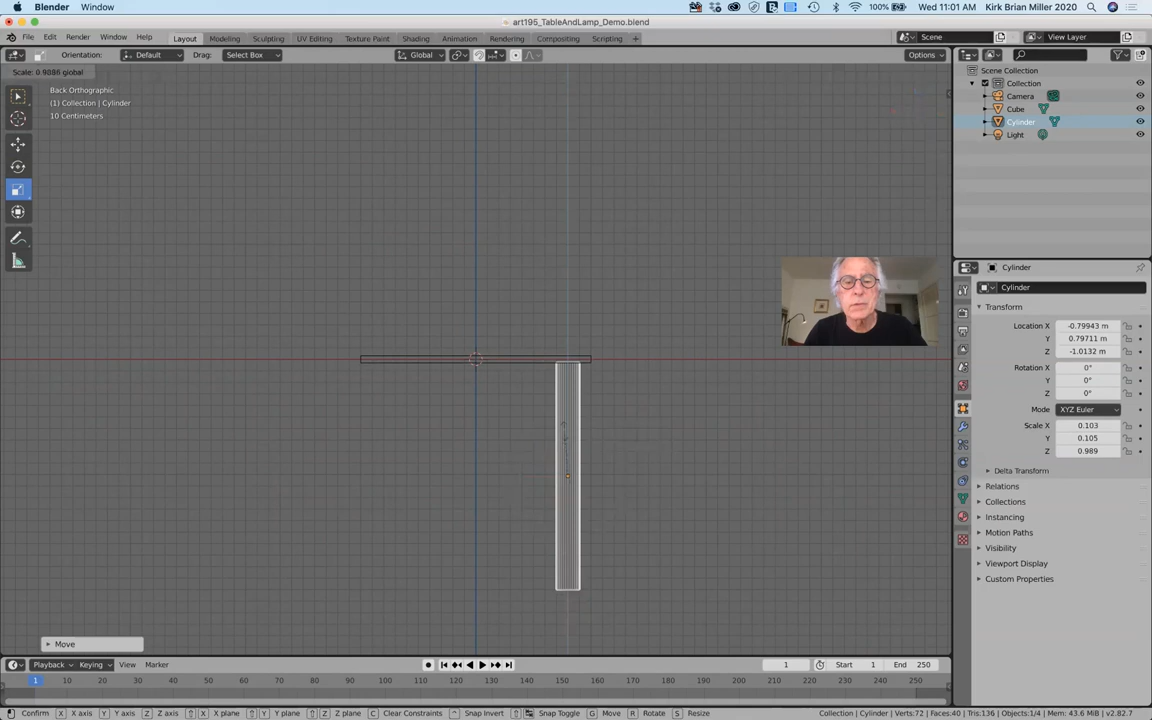 Blender Window 100% Wed 11:01 AM Kirk Brian Miller 2020
art195_TableAndLamp_Demo.blend
File Edit Render Window Help Layout Modeling Sculpting UV Editing Texture Paint Shading Animation Rendering Compositing Scripting + Scene View Layer
Orientation: Default Drag: Select Box Global Options
Scale: 0.9886 global
Back Orthographic
(1) Collection | Cylinder
10 Centimeters
Scene Collection
Collection
Camera
Cube
Cylinder
Light
Cylinder
Cylinder
Transform
Location X -0.79943 m
Y 0.79711 m
Z -1.0132 m
Rotation X 0°
Y 0°
Z 0°
Mode XYZ Euler
Scale X 0.103
Y 0.105
Z 0.989
Delta Transform
Relations
Collections
Instancing
Motion Paths
Visibility
Viewport Display
Custom Properties
Move
Playback Keying View Marker 1 Start 1 End 250
1 10 20 30 40 50 60 70 80 90 100 110 120 130 140 150 160 170 180 190 200 210 220 230 240 250
Confirm X X axis Y Y axis Z Z axis X X plane Y Y plane Z Z plane C Clear Constraints Snap Invert Snap Toggle G Move R Rotate S Resize Collection | Cylinder | Verts:72 | Faces:40 | Tris:136 | Objects:1/4 | Mem: 43.6 MiB | v2.82.7